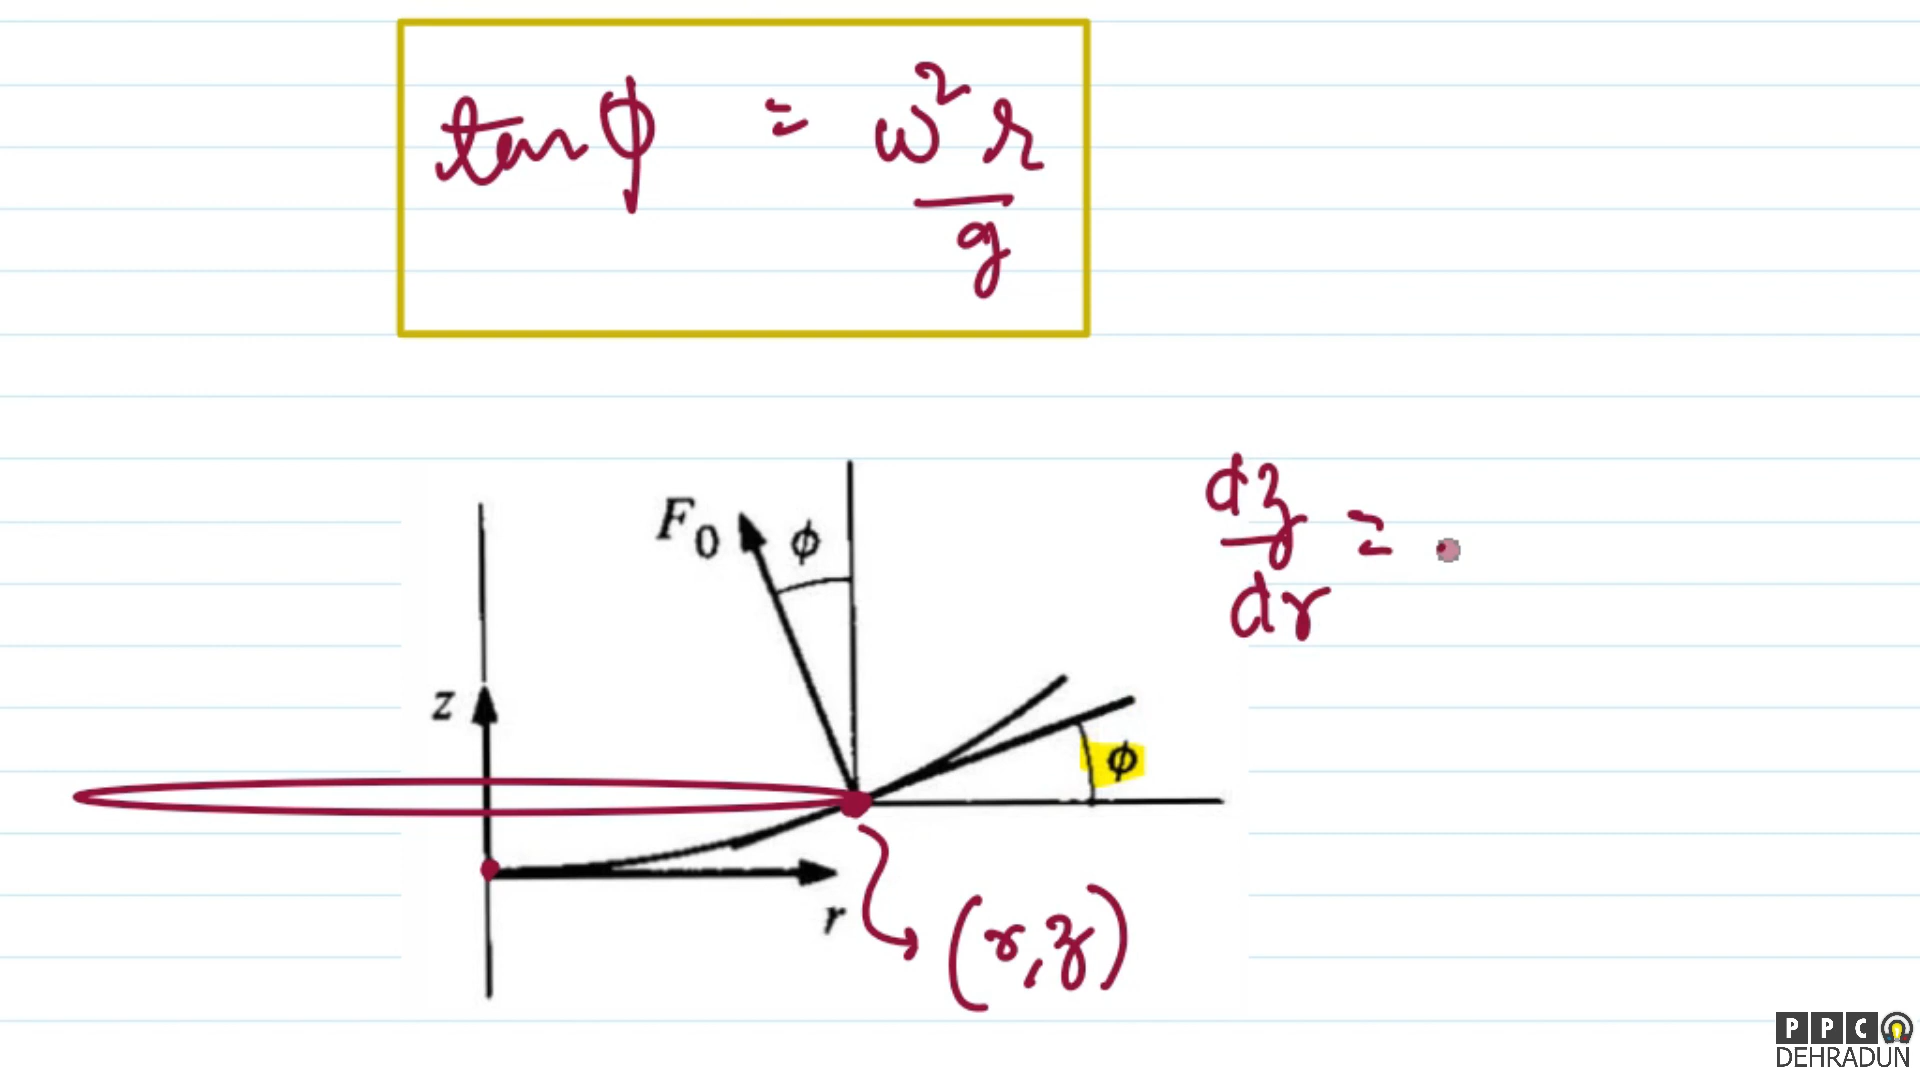 tan ϕ = ω²r
g
F₀ ϕ
dz
=
dr
z
ϕ
r
(r,z)
PPC
DEHRADUN